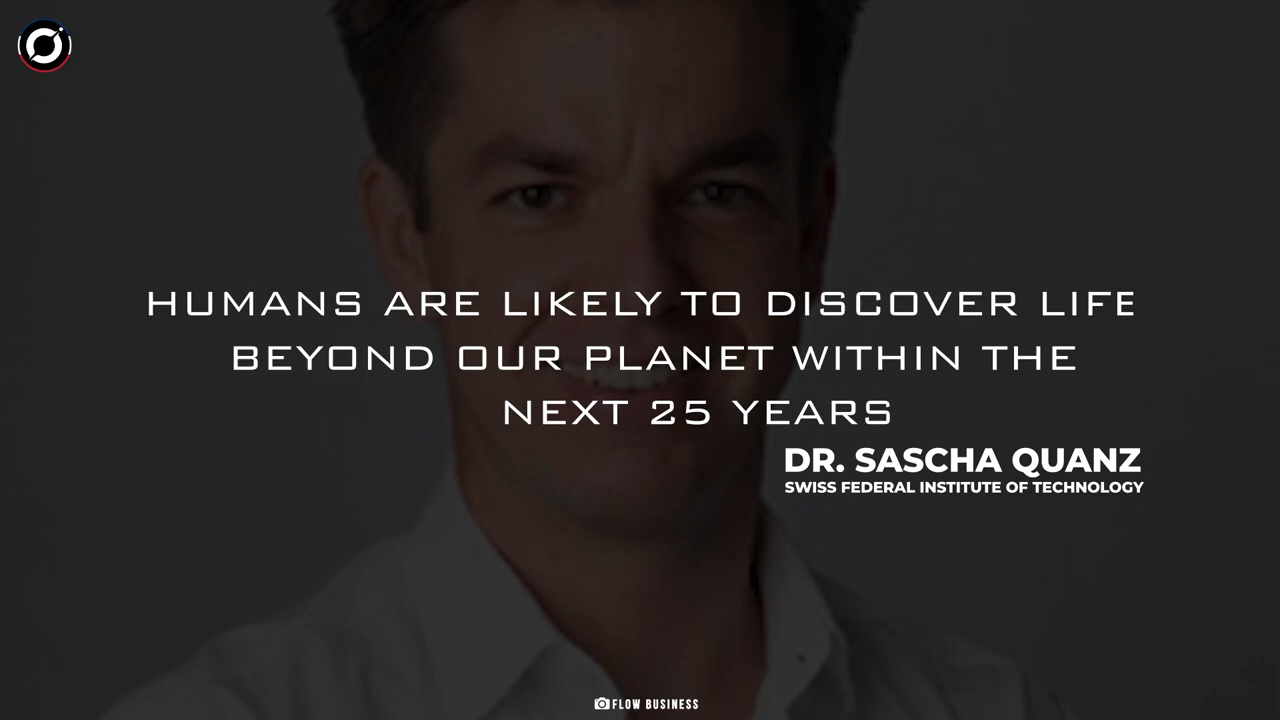 HUMANS ARE LIKELY TO DISCOVER LIFE
BEYOND OUR PLANET WITHIN THE
NEXT 25 YEARS
DR. SASCHA QUANZ
SWISS FEDERAL INSTITUTE OF TECHNOLOGY
FLOW BUSINESS